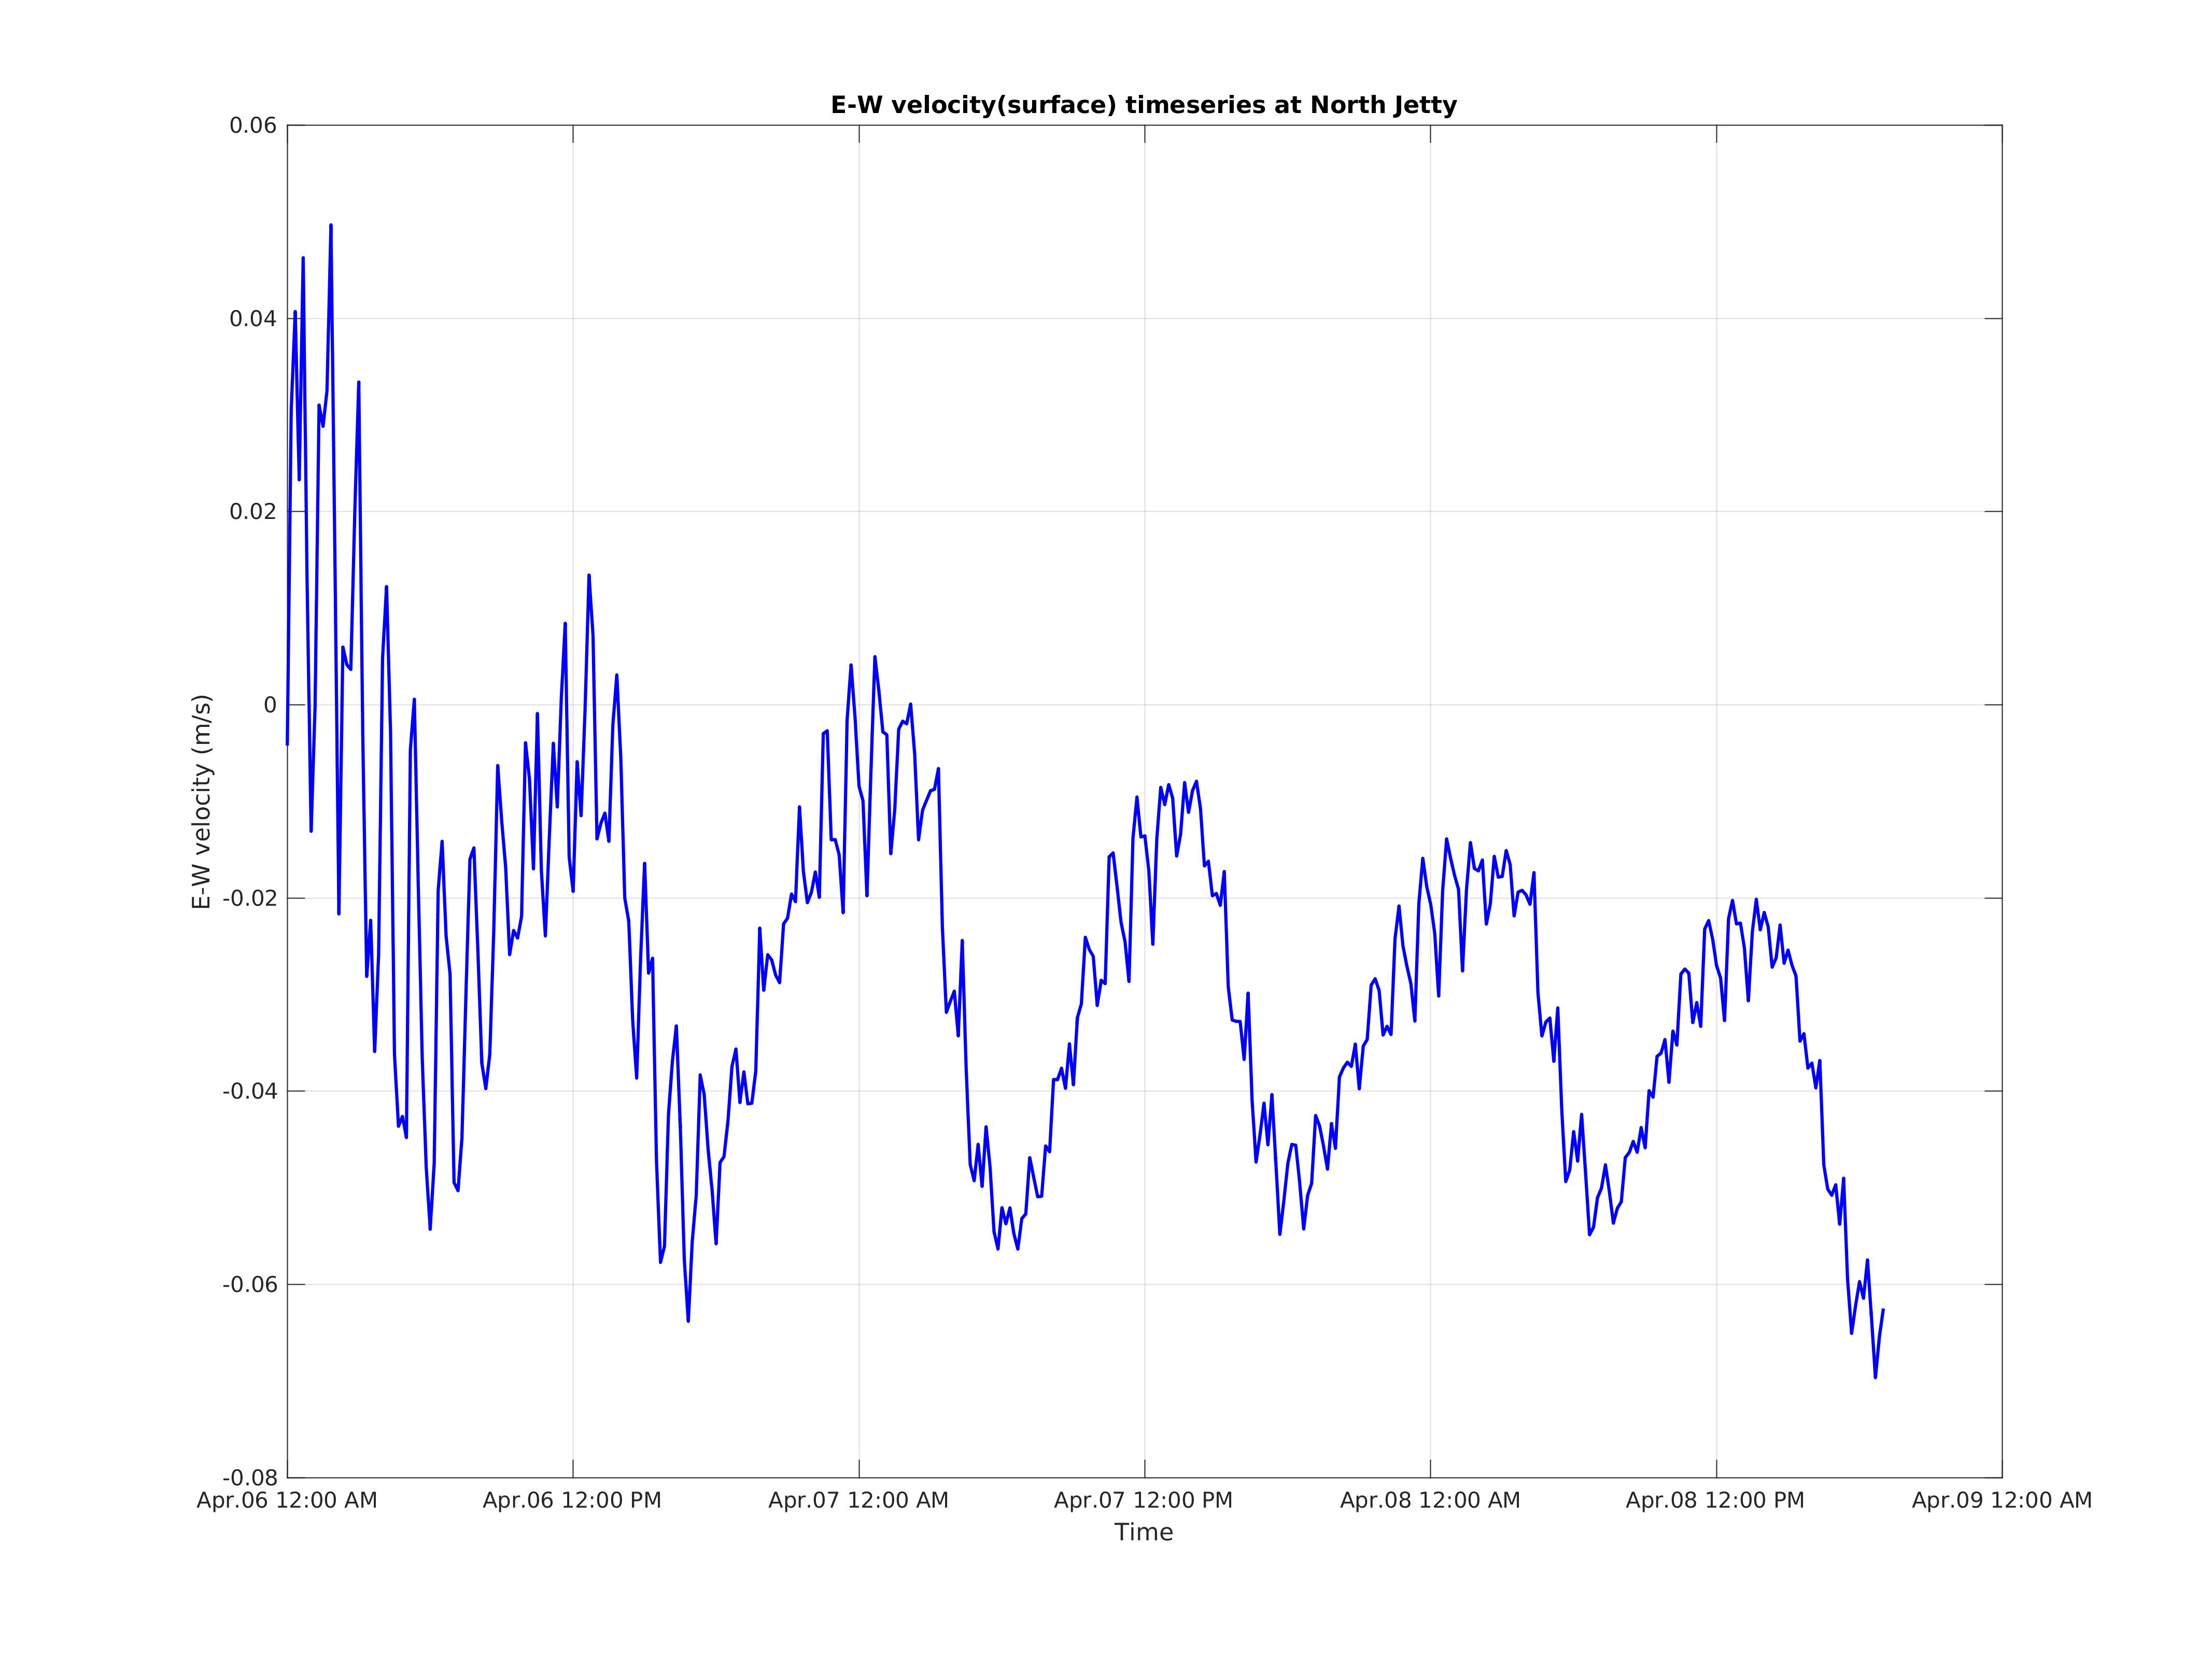 E-W velocity(surface) timeseries at North Jetty
0.06
0.04
0.02
0
-0.02
-0.04
-0.06
-0.08
E-W velocity (m/s)
Apr.06 12:00 AM
Apr.06 12:00 PM
Apr.07 12:00 AM
Apr.07 12:00 PM
Apr.08 12:00 AM
Apr.08 12:00 PM
Apr.09 12:00 AM
Time